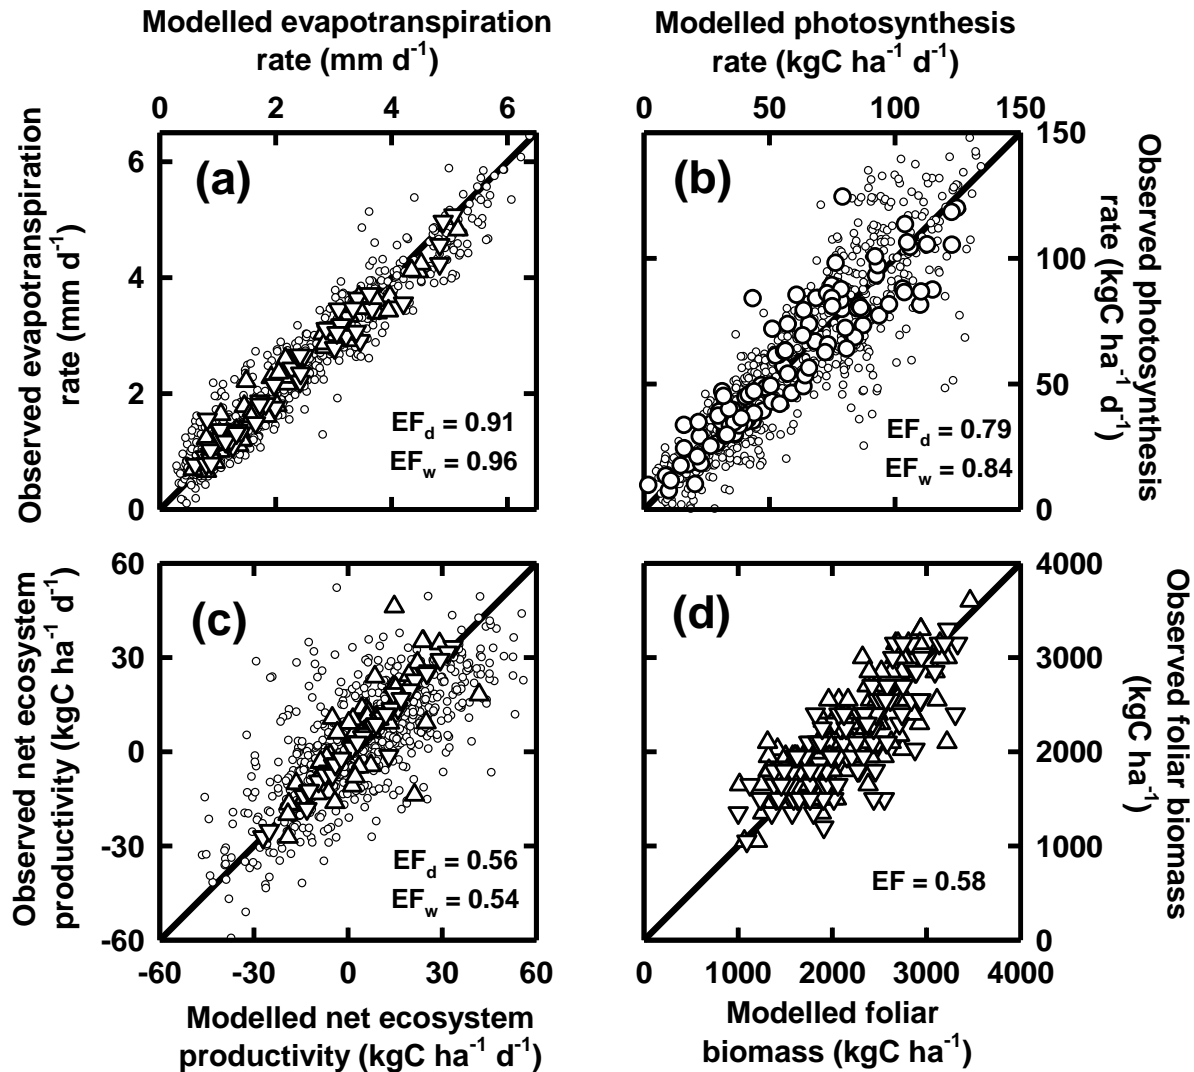 Modelled evapotranspiration
rate (mm d-1)
0 2 4 6
Observed evapotranspiration
rate (mm d-1)
6
4
2
0
(a)
EFd = 0.91
EFw = 0.96
Modelled photosynthesis
rate (kgC ha-1 d-1)
0 50 100 150
(b)
EFd = 0.79
EFw = 0.84
150
100
50
0
Observed photosynthesis
rate (kgC ha-1 d-1)
Observed net ecosystem
productivity (kgC ha-1 d-1)
60
30
0
-30
-60
(c)
EFd = 0.56
EFw = 0.54
-60 -30 0 30 60
Modelled net ecosystem
productivity (kgC ha-1 d-1)
(d)
EF = 0.58
4000
3000
2000
1000
0
Observed foliar biomass
(kgC ha-1)
0 1000 2000 3000 4000
Modelled foliar
biomass (kgC ha-1)